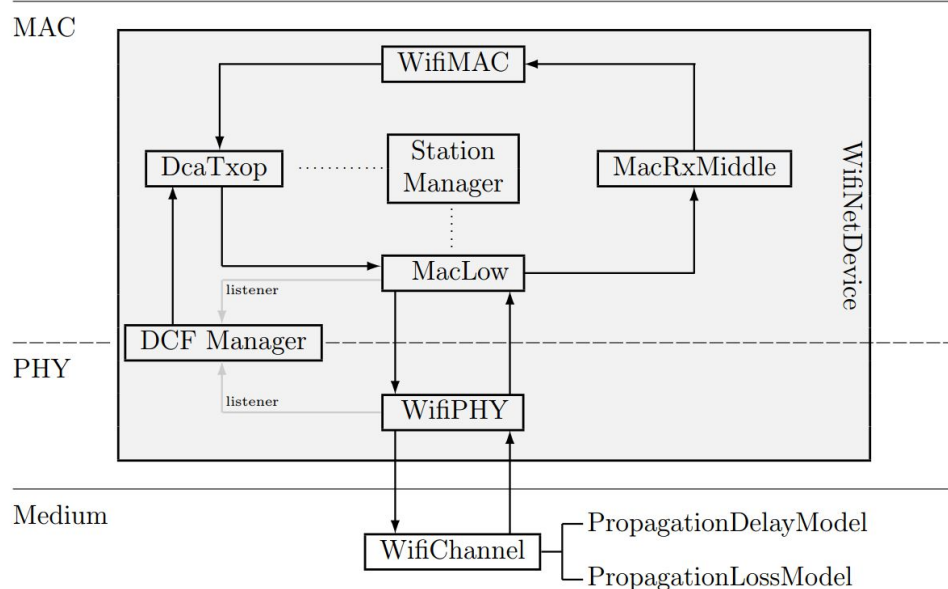 MAC
WifiMAC
DcaTxop
Station
Manager
MacRxMiddle
WifiNetDevice
MacLow
listener
DCF Manager
PHY
listener
WifiPHY
Medium
PropagationDelayModel
WifiChannel
PropagationLossModel